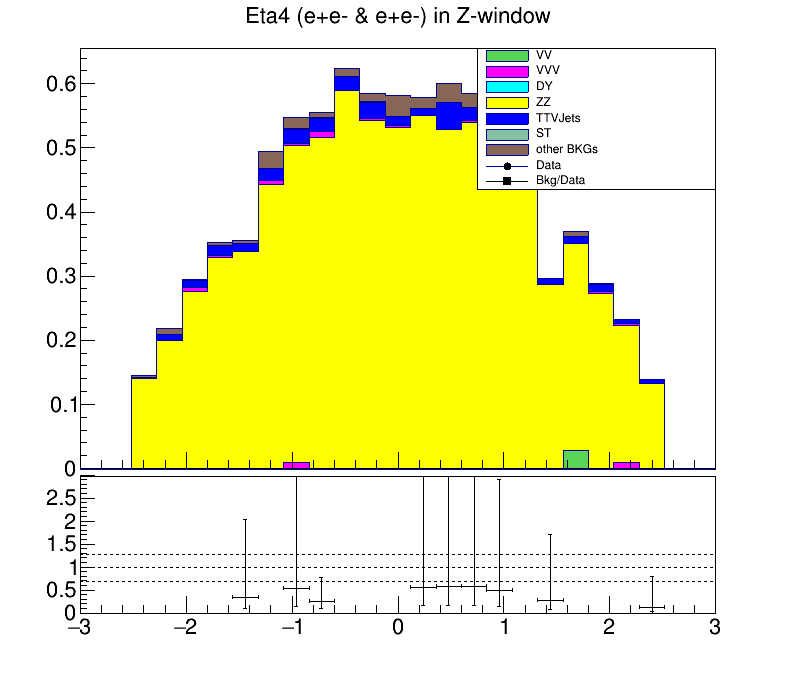 Eta4 (e+e- & e+e-) in Z-window
VV
VVV
DY
ZZ
TTVJets
ST
other BKGs
Data
Bkg/Data
0.6
0.5
0.4
0.3
0.2
0.1
0
2.5
2
1.5
1
0.5
0
−3 −2 −1 0 1 2 3